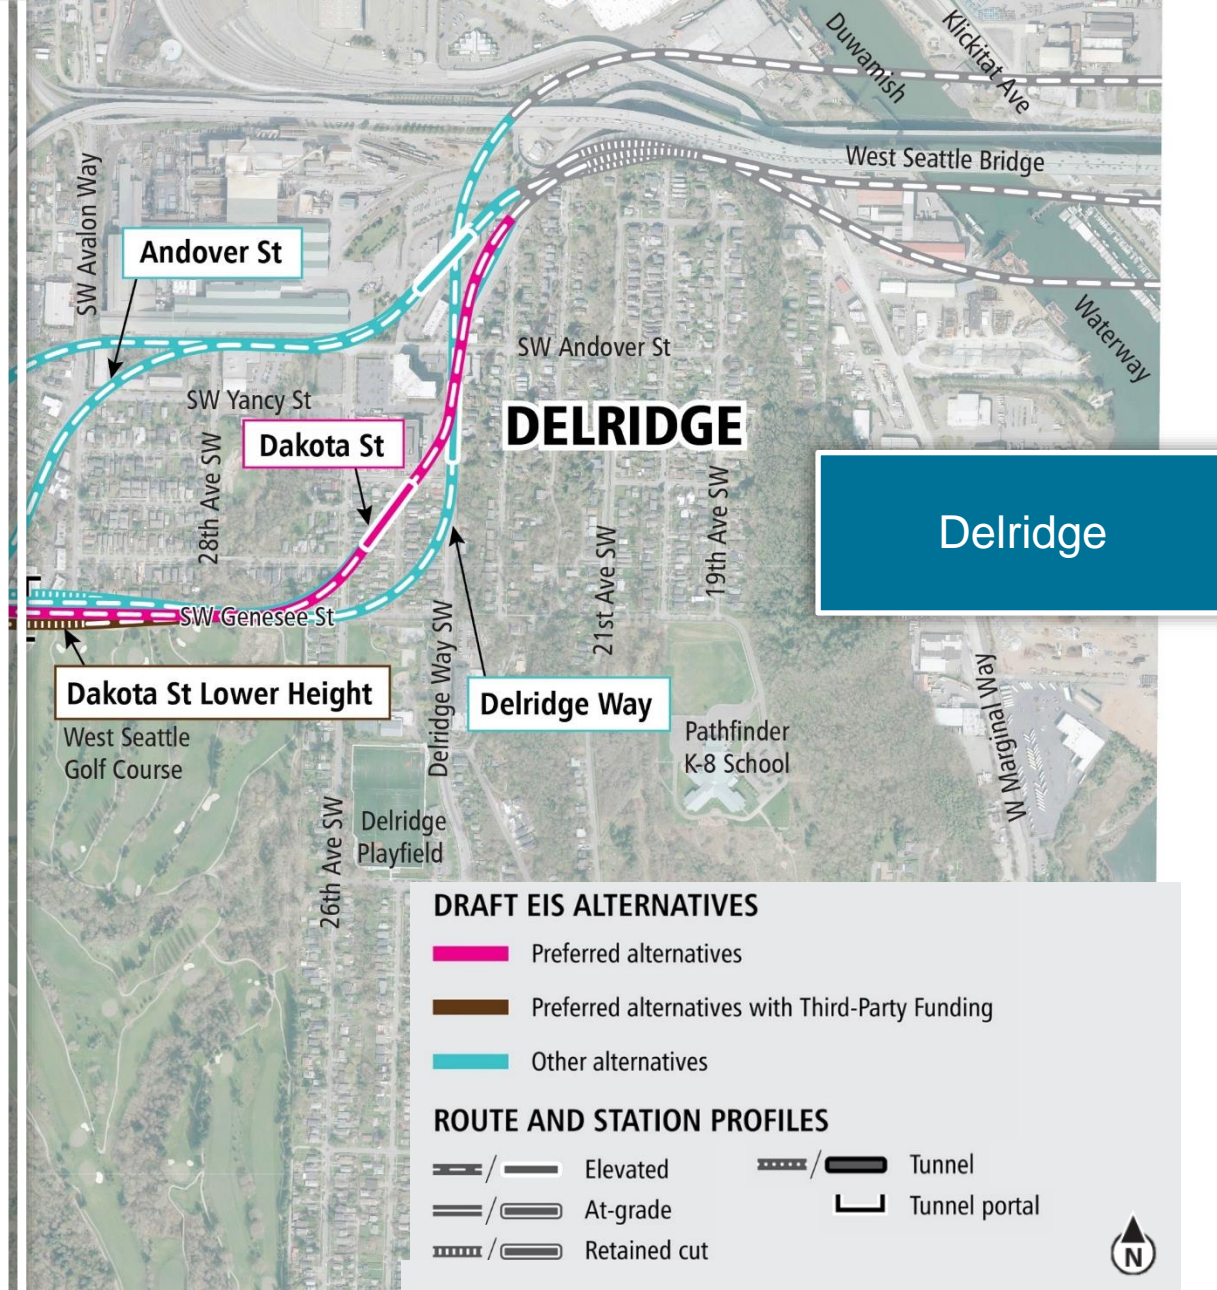 Duwamish
Klickitat Ave
West Seattle Bridge
SW Avalon Way
Andover St
Waterway
SW Andover St
SW Yancy St
DELRIDGE
Dakota St
28th Ave SW
19th Ave SW
Delridge
21st Ave SW
SW Genesee St
Delridge Way SW
Dakota St Lower Height
Delridge Way
West Seattle
Golf Course
Pathfinder
K-8 School
W Marginal Way
26th Ave SW
Delridge
Playfield
DRAFT EIS ALTERNATIVES
Preferred alternatives
Preferred alternatives with Third-Party Funding
Other alternatives
ROUTE AND STATION PROFILES
/ Elevated
/ Tunnel
/ At-grade
Tunnel portal
/ Retained cut
N